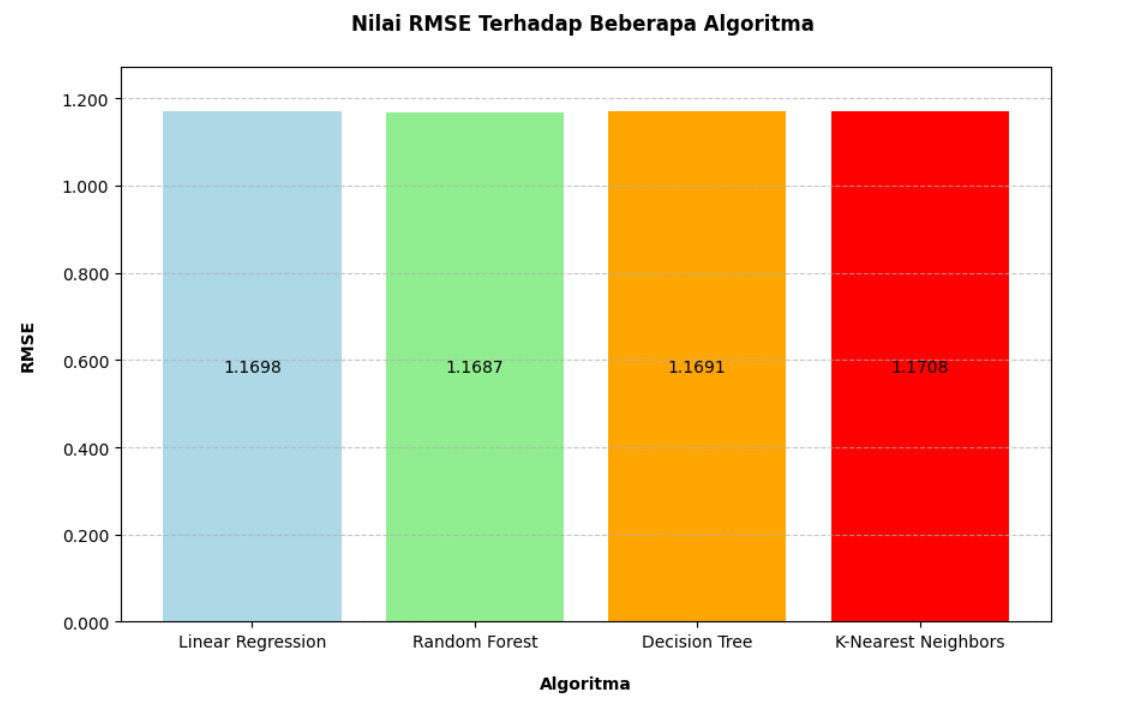 Nilai RMSE Terhadap Beberapa Algoritma
RMSE
1.200
1.000
0.800
0.600
0.400
0.200
0.000
1.1698
1.1687
1.1691
1.1708
Linear Regression
Random Forest
Decision Tree
K-Nearest Neighbors
Algoritma